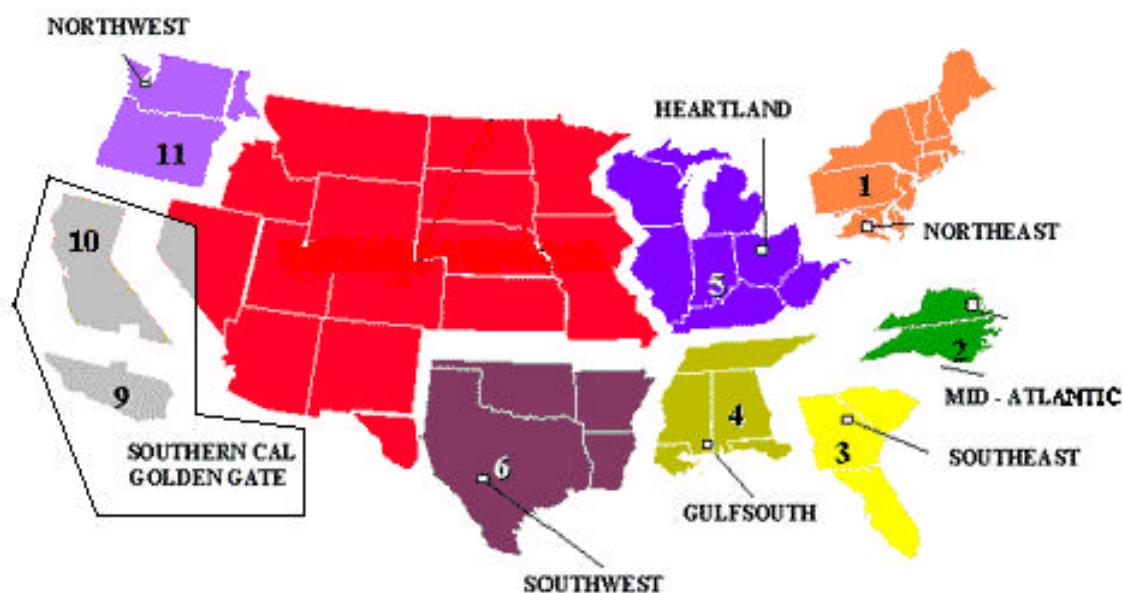 NORTHWEST
HEARTLAND
11
1
10
NORTHEAST
5
2
MID - ATLANTIC
4
9
3
SOUTHERN CAL
GOLDEN GATE
SOUTHEAST
6
GULFSOUTH
SOUTHWEST